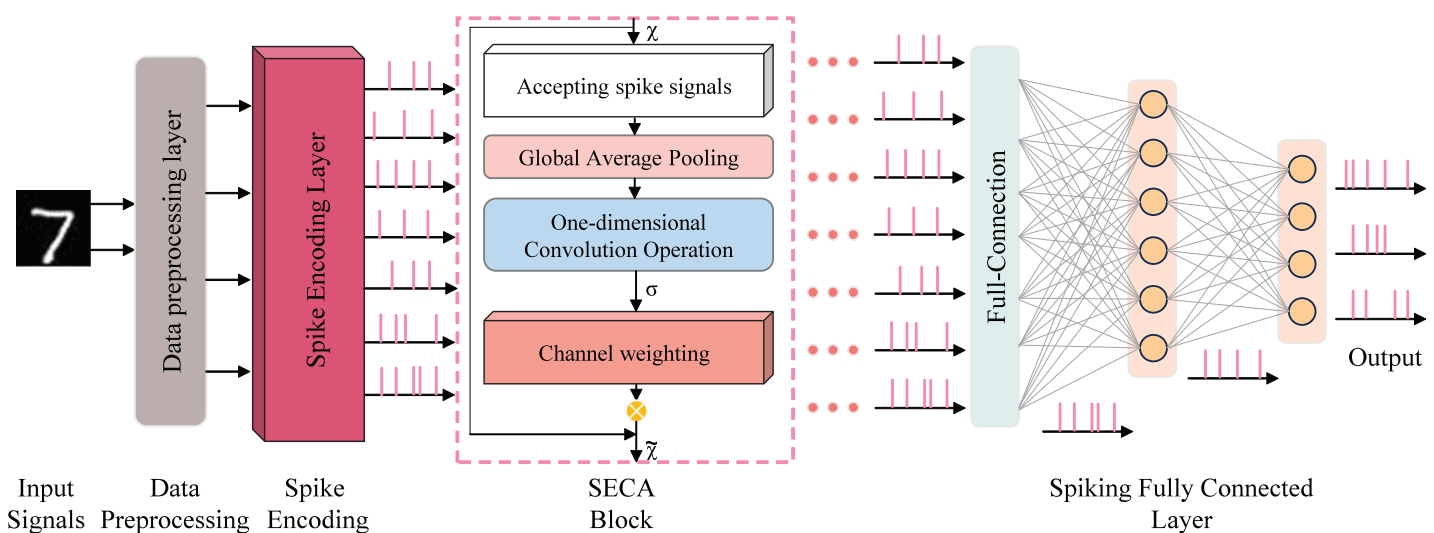 7
Data preprocessing layer
Spike Encoding Layer
χ
Accepting spike signals
Global Average Pooling
One-dimensional
Convolution Operation
σ
Channel weighting
χ̃
Full-Connection
Output
Input
Signals
Data
Preprocessing
Spike
Encoding
SECA
Block
Spiking Fully Connected
Layer